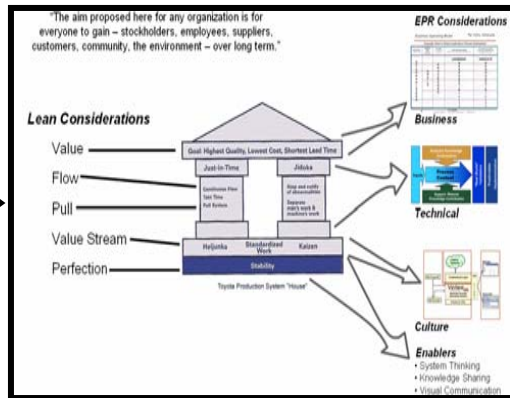 "The aim proposed here for any organization is for
everyone to gain – stockholders, employees, suppliers,
customers, community, the environment – over long term."
EPR Considerations
Business
Lean Considerations
Value
Goal: Highest Quality, Lowest Cost, Shortest Lead Time
Just-in-Time
Jidoka
Flow
Continuous Flow
Takt Time
Pull System
Stop and notify
of abnormalities
Separate
man's work &
machine's work
Technical
Pull
Value Stream
Heijunka
Standardized
Work
Kaizen
Perfection
Stability
Toyota Production System "House"
Culture
Enablers
• System Thinking
• Knowledge Sharing
• Visual Communication